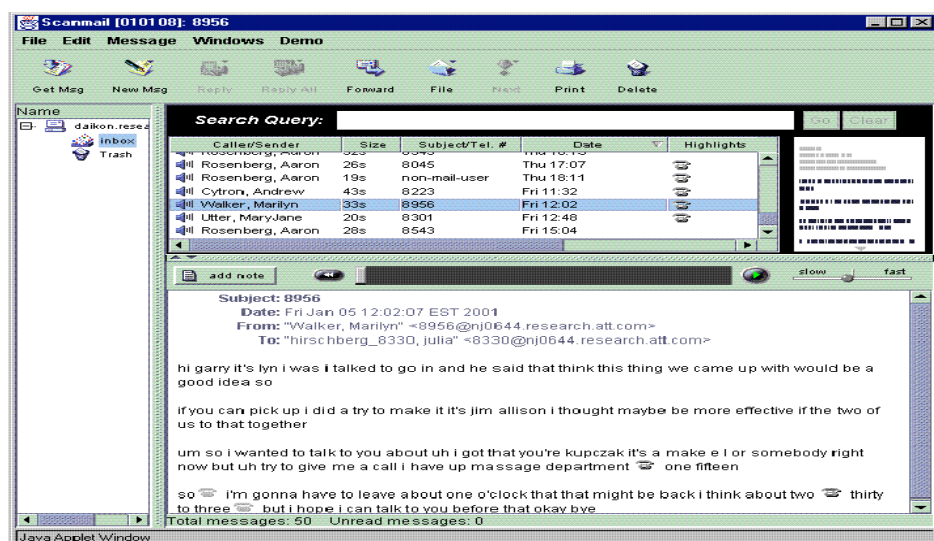 Scanmail [010108]: 8956
File Edit Message Windows Demo
Get Msg New Msg Reply Reply All Forward File Next Print Delete
Name
daikon.resea
inbox
Trash
Search Query:
Go Clear
Caller/Sender Size Subject/Tel. # Date Highlights
Rosenberg, Aaron 26s 8045 Thu 17:07
Rosenberg, Aaron 19s non-mail-user Thu 18:11
Cytron, Andrew 43s 8223 Fri 11:32
Walker, Marilyn 33s 8956 Fri 12:02
Utter, MaryJane 20s 8301 Fri 12:48
Rosenberg, Aaron 28s 8543 Fri 15:04
add note
slow fast
Subject: 8956
Date: Fri Jan 05 12:02:07 EST 2001
From: "Walker, Marilyn" <8956@nj0644.research.att.com>
To: "hirschberg_8330, julia" <8330@nj0644.research.att.com>
hi garry it's lyn i was i talked to go in and he said that think this thing we came up with would be a
good idea so
if you can pick up i did a try to make it it's jim allison i thought maybe be more effective if the two of
us to that together
um so i wanted to talk to you about uh i got that you're kupczak it's a make e l or somebody right
now but uh try to give me a call i have up massage department one fifteen
so i'm gonna have to leave about one o'clock that that might be back i think about two thirty
to three but i hope i can talk to you before that okay bye
Total messages: 50 Unread messages: 0
Java Applet Window